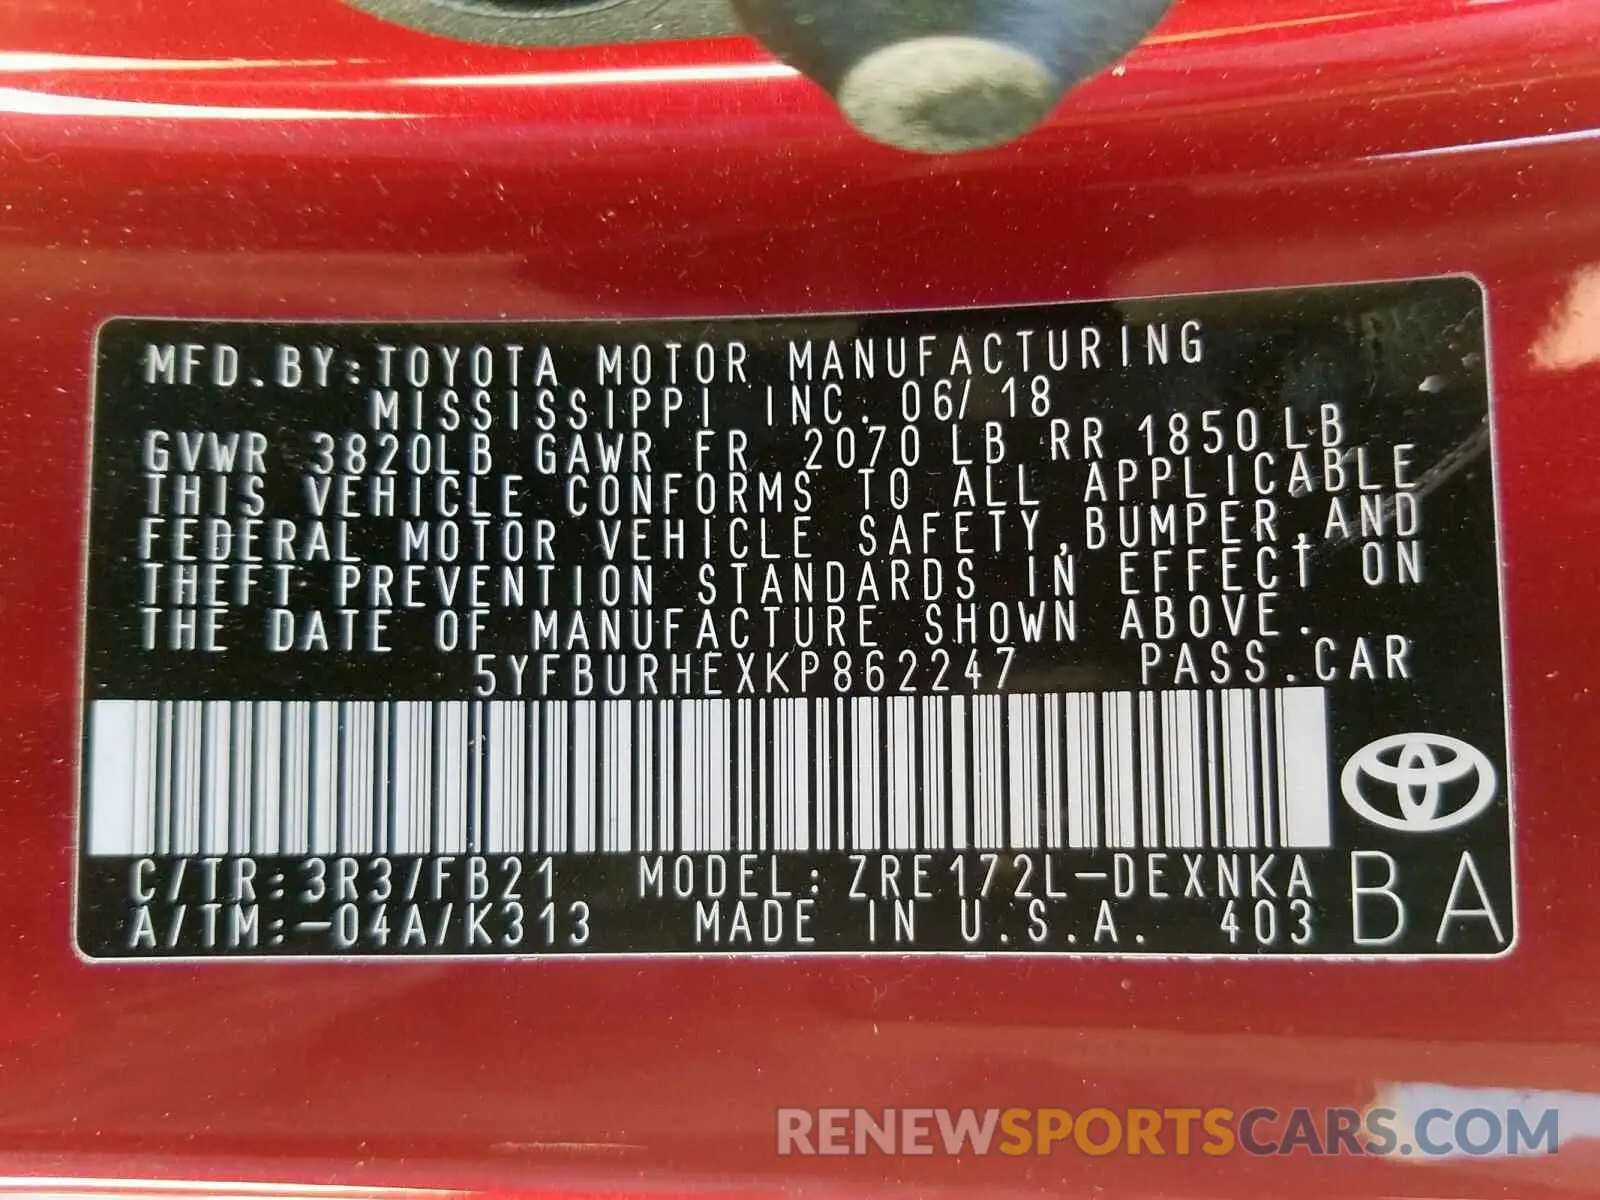 MFD.BY:TOYOTA MOTOR MANUFACTURING
MISSISSIPPI INC. 06/18
GVWR 3820LB GAWR FR 2070LB RR 1850LB
THIS VEHICLE CONFORMS TO ALL APPLICABLE
FEDERAL MOTOR VEHICLE SAFETY,BUMPER,AND
THEFT PREVENTION STANDARDS IN EFFECT ON
THE DATE OF MANUFACTURE SHOWN ABOVE.
5YFBURHEXKP862247 PASS.CAR
C/TR:3R3/FB21 MODEL:ZRE172L-DEXNKA
A/TM:-04A/K313 MADE IN U.S.A. 403
BA
RENEWSPORTSCARS.COM